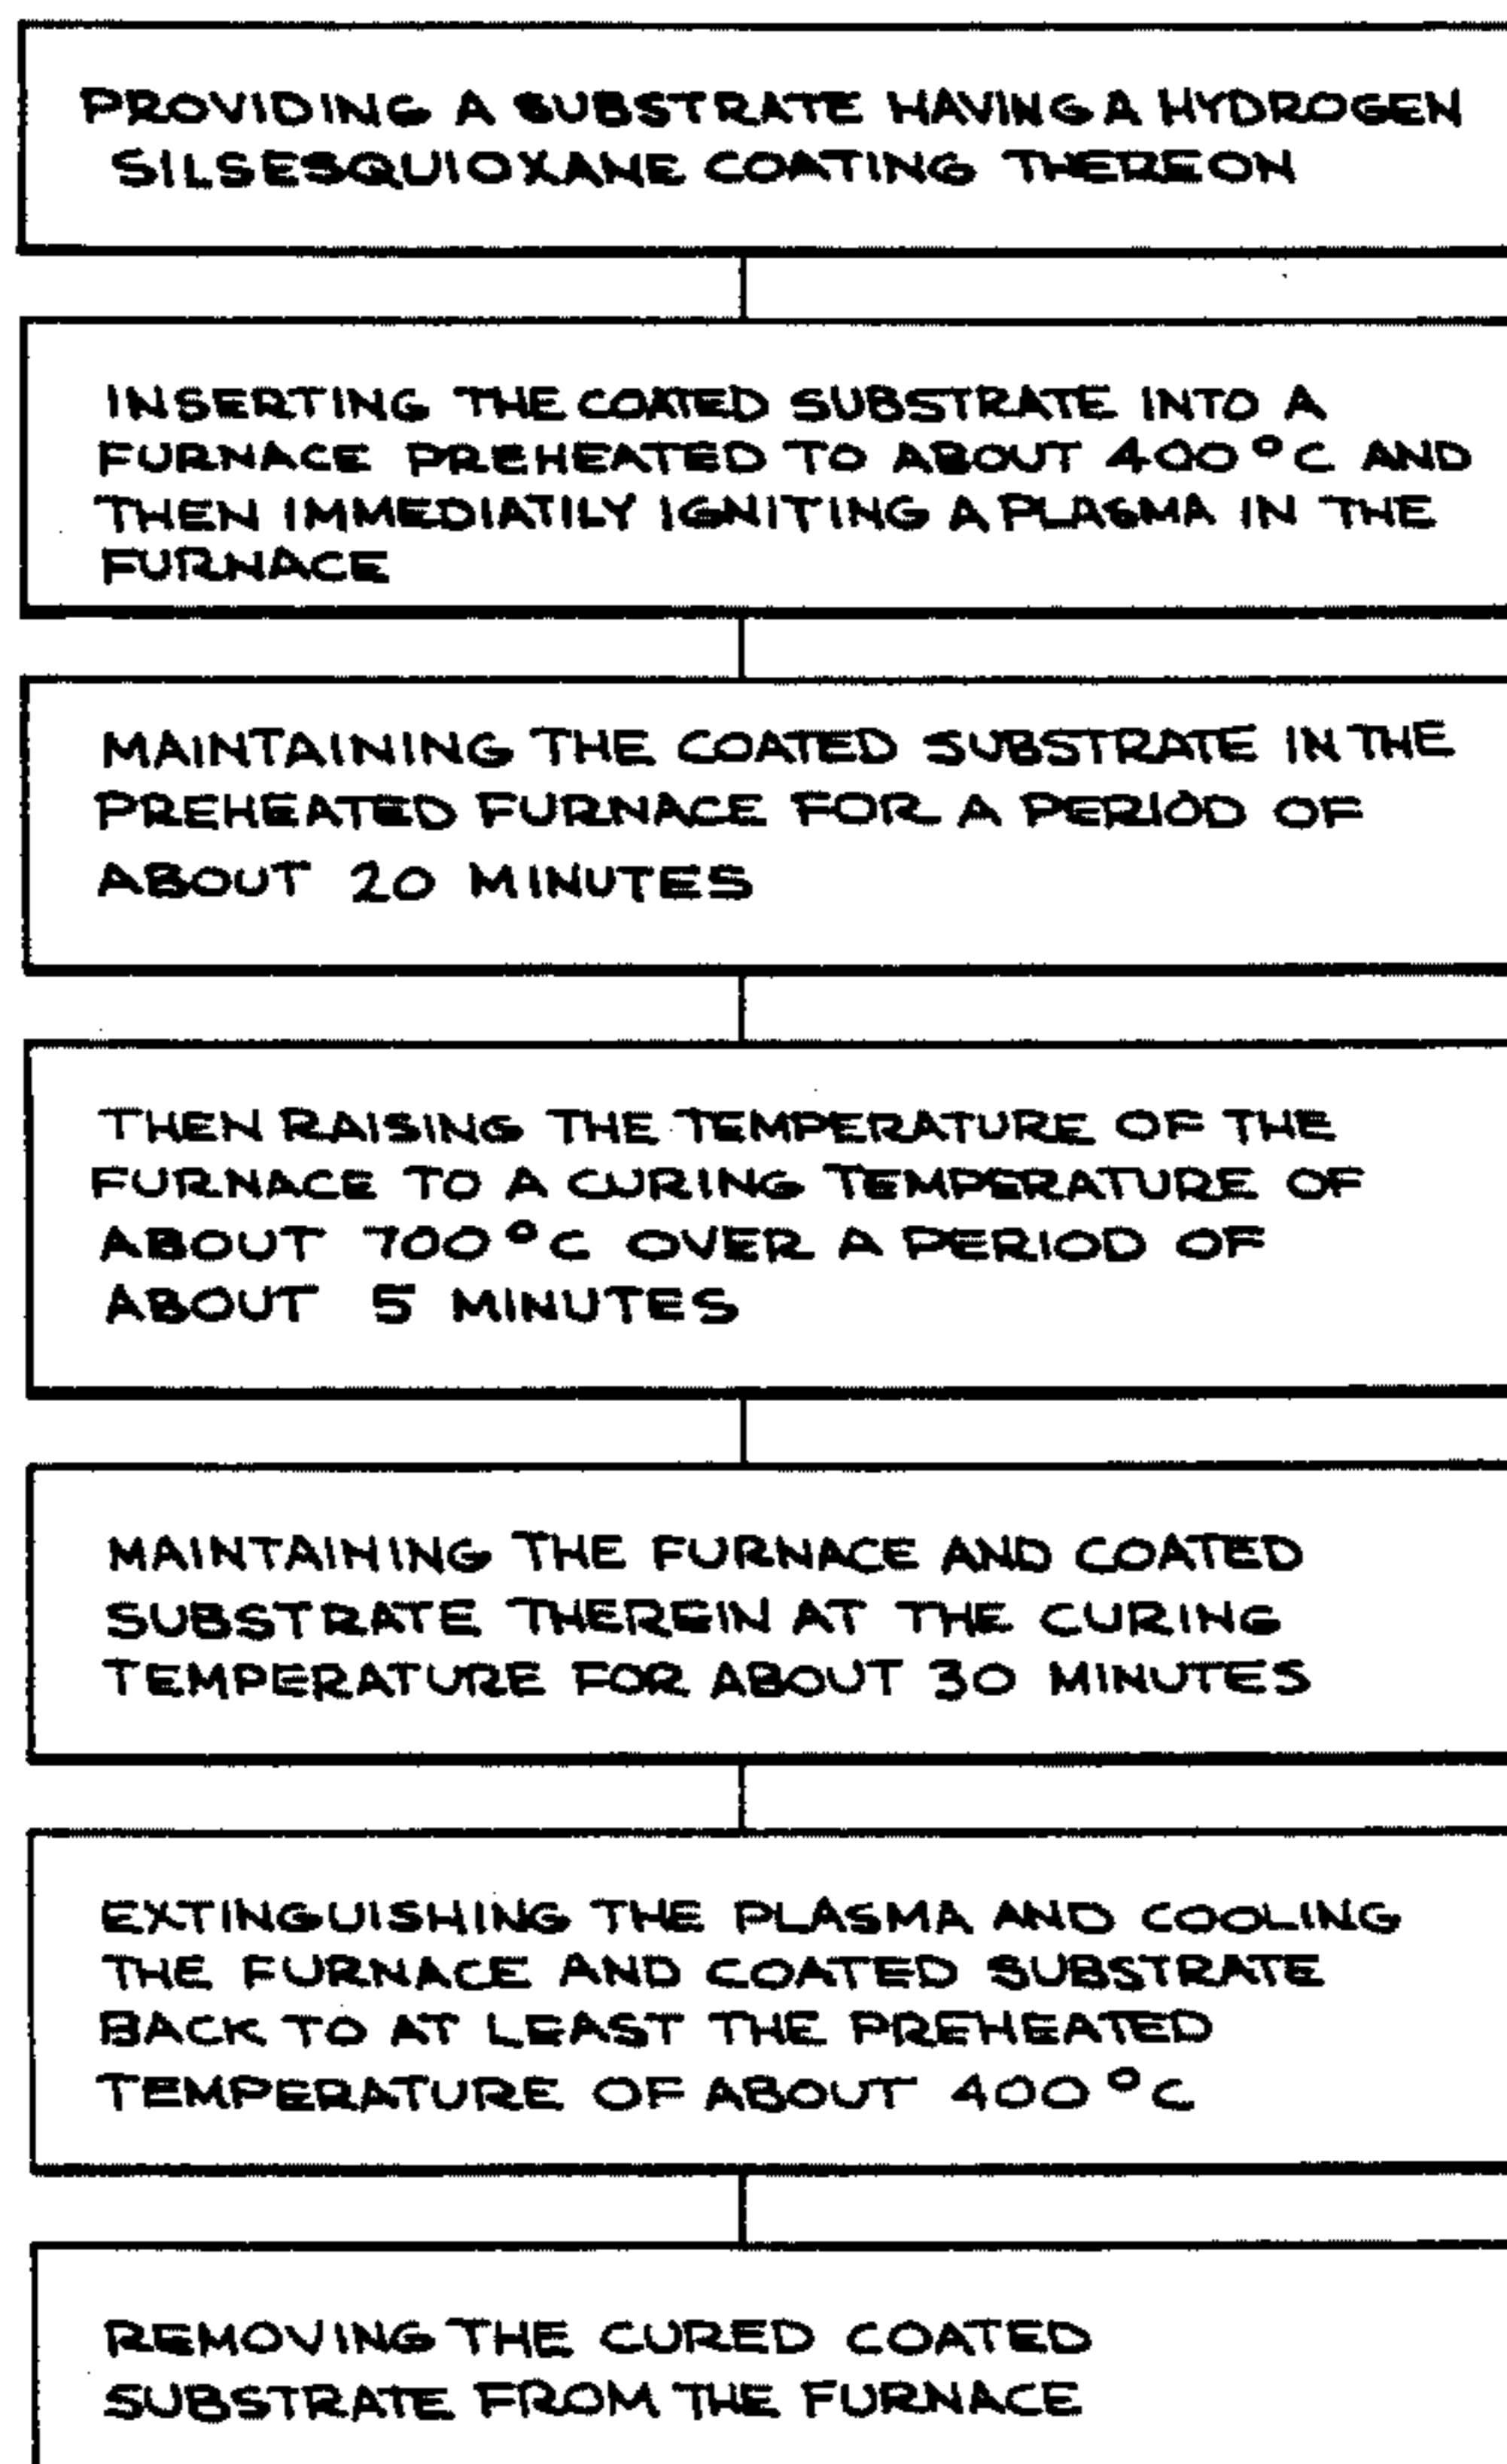 PROVIDING A SUBSTRATE HAVING A HYDROGEN
SILSESQUIOXANE COATING THEREON
INSERTING THE COATED SUBSTRATE INTO A
FURNACE PREHEATED TO ABOUT 400°C AND
THEN IMMEDIATILY IGNITING A PLASMA IN THE
FURNACE
MAINTAINING THE COATED SUBSTRATE IN THE
PREHEATED FURNACE FOR A PERIOD OF
ABOUT 20 MINUTES
THEN RAISING THE TEMPERATURE OF THE
FURNACE TO A CURING TEMPERATURE OF
ABOUT 700°C OVER A PERIOD OF
ABOUT 5 MINUTES
MAINTAINING THE FURNACE AND COATED
SUBSTRATE THEREIN AT THE CURING
TEMPERATURE FOR ABOUT 30 MINUTES
EXTINGUISHING THE PLASMA AND COOLING
THE FURNACE AND COATED SUBSTRATE
BACK TO AT LEAST THE PREHEATED
TEMPERATURE OF ABOUT 400°C
REMOVING THE CURED COATED
SUBSTRATE FROM THE FURNACE